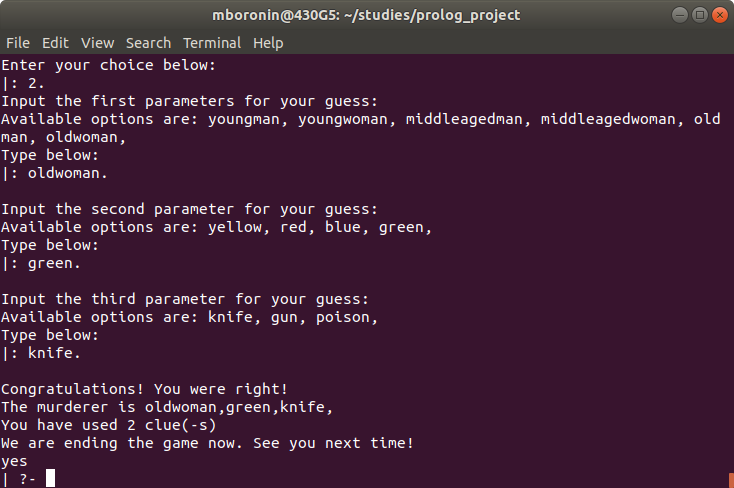 mboronin@430G5: ~/studies/prolog_project
File Edit View Search Terminal Help
Enter your choice below:
|: 2.
Input the first parameters for your guess:
Available options are: youngman, youngwoman, middleagedman, middleagedwoman, old
man, oldwoman,
Type below:
|: oldwoman.
Input the second parameter for your guess:
Available options are: yellow, red, blue, green,
Type below:
|: green.
Input the third parameter for your guess:
Available options are: knife, gun, poison,
Type below:
|: knife.
Congratulations! You were right!
The murderer is oldwoman,green,knife,
You have used 2 clue(-s)
We are ending the game now. See you next time!
yes
| ?-